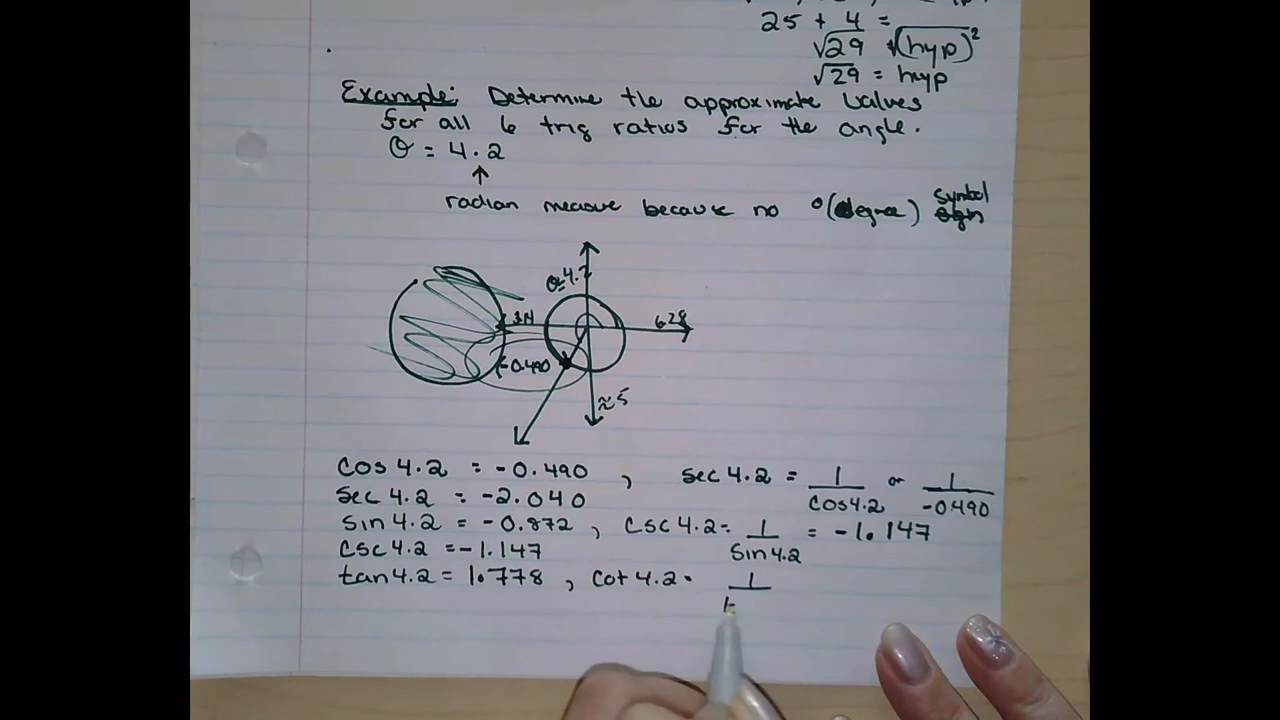 25 + 4 =
√29 √(hyp)²
√29 = hyp
Example: Determine the approximate values
for all 6 trig ratios for the angle.
θ = 4.2
↑
radian measure because no °(degree) symbol
θ=4.2
6.28
-0.490
≈5
cos 4.2 = -0.490 , sec 4.2 = 1/cos4.2 or 1/-0.490
sec 4.2 = -2.040
sin 4.2 = -0.872 , csc 4.2 = 1/sin 4.2 = -1.147
csc 4.2 = -1.147
tan 4.2 = 1.778 , cot 4.2 = 1/